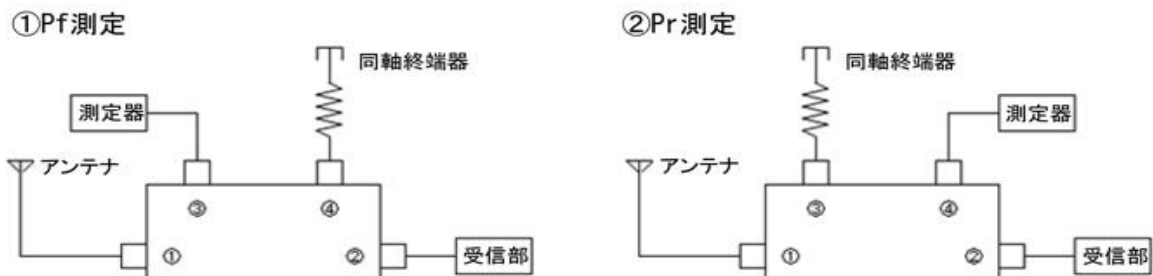 ①Pf測定
同軸終端器
測定器
アンテナ
③
④
①
②
受信部
②Pr測定
同軸終端器
測定器
アンテナ
③
④
①
②
受信部